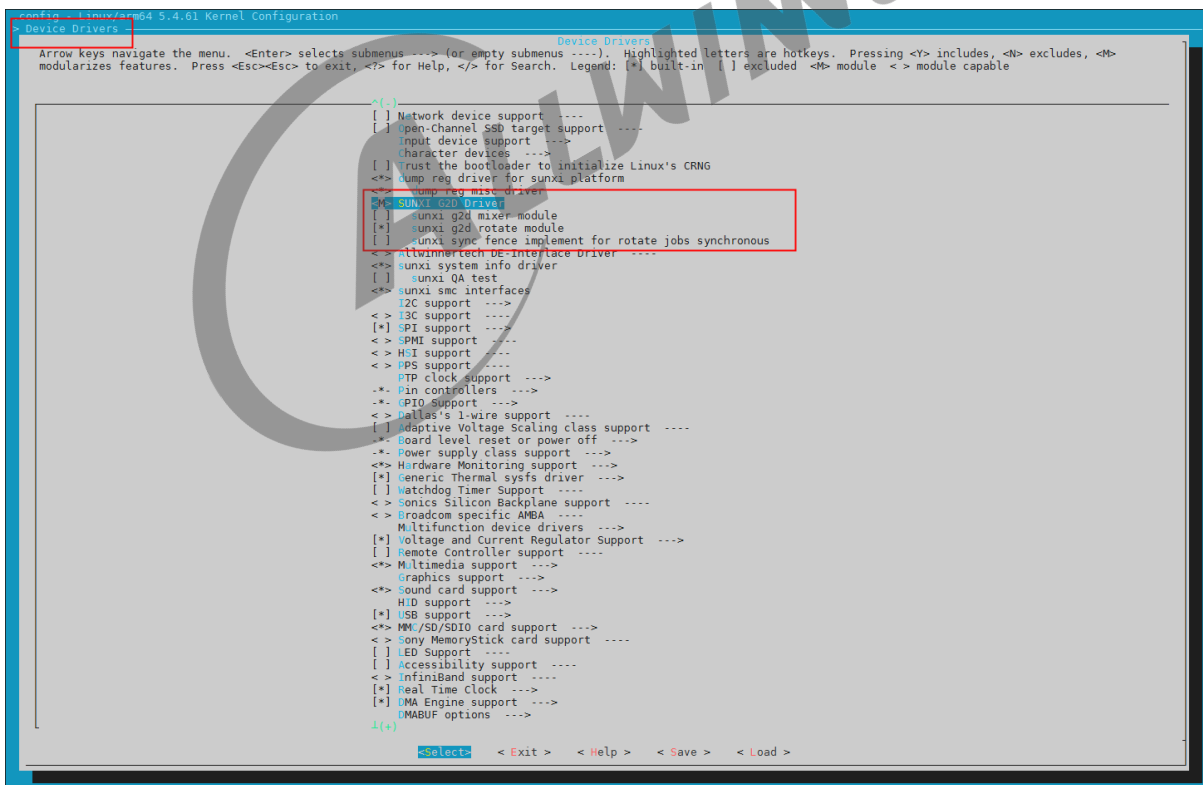 .config - Linux/arm64 5.4.61 Kernel Configuration
> Device Drivers
Device Drivers
Arrow keys navigate the menu. <Enter> selects submenus ---> (or empty submenus ----). Highlighted letters are hotkeys. Pressing <Y> includes, <N> excludes, <M>
modularizes features. Press <Esc><Esc> to exit, <?> for Help, </> for Search. Legend: [*] built-in [ ] excluded <M> module < > module capable
^(-)
[ ] Network device support ----
[ ] Open-Channel SSD target support ----
Input device support --->
Character devices --->
[ ] Trust the bootloader to initialize Linux's CRNG
<*> dump reg driver for sunxi platform
<*> dump reg misc driver
<M> SUNXI G2D Driver
[ ] sunxi g2d mixer module
[*] sunxi g2d rotate module
[ ] sunxi sync fence implement for rotate jobs synchronous
< > Allwinnertech DE-Interlace Driver ----
<*> sunxi system info driver
[ ] sunxi QA test
<*> sunxi smc interfaces
I2C support --->
< > I3C support ----
[*] SPI support --->
< > SPMI support ----
< > HSI support ----
< > PPS support ----
PTP clock support --->
-*- Pin controllers --->
-*- GPIO Support --->
< > Dallas's 1-wire support ----
[ ] Adaptive Voltage Scaling class support ----
-*- Board level reset or power off --->
-*- Power supply class support --->
<*> Hardware Monitoring support --->
[*] Generic Thermal sysfs driver --->
[ ] Watchdog Timer Support ----
< > Sonics Silicon Backplane support ----
< > Broadcom specific AMBA ----
Multifunction device drivers --->
[*] Voltage and Current Regulator Support --->
[ ] Remote Controller support ----
<*> Multimedia support --->
Graphics support --->
<*> Sound card support --->
HID support --->
[*] USB support --->
<*> MMC/SD/SDIO card support --->
< > Sony MemoryStick card support ----
[ ] LED Support ----
[ ] Accessibility support ----
< > InfiniBand support ----
[*] Real Time Clock --->
[*] DMA Engine support --->
DMABUF options --->
┴(+)
<Select> < Exit > < Help > < Save > < Load >